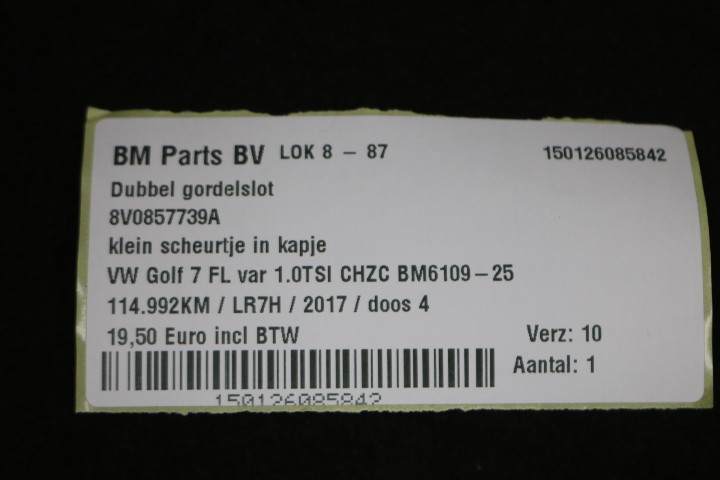 BM Parts BV LOK 8 - 87 150126085842
Dubbel gordelslot
8V0857739A
klein scheurtje in kapje
VW Golf 7 FL var 1.0TSI CHZC BM6109-25
114.992KM / LR7H / 2017 / doos 4
19,50 Euro incl BTW Verz: 10
Aantal: 1
150126085842